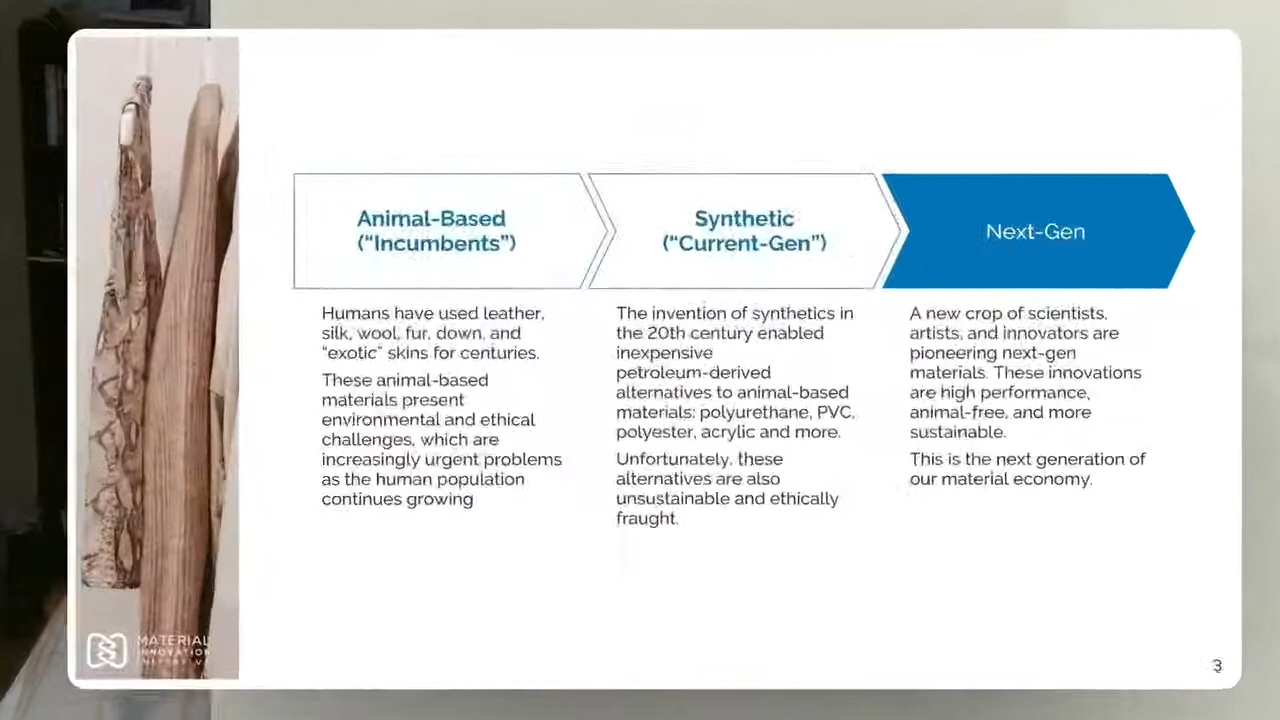 Animal-Based
("Incumbents")
Synthetic
("Current-Gen")
Next-Gen
Humans have used leather,
silk, wool, fur, down, and
"exotic" skins for centuries.
These animal-based
materials present
environmental and ethical
challenges, which are
increasingly urgent problems
as the human population
continues growing
The invention of synthetics in
the 20th century enabled
inexpensive
petroleum-derived
alternatives to animal-based
materials: polyurethane, PVC,
polyester, acrylic and more.
Unfortunately, these
alternatives are also
unsustainable and ethically
fraught.
A new crop of scientists,
artists, and innovators are
pioneering next-gen
materials. These innovations
are high performance,
animal-free, and more
sustainable.
This is the next generation of
our material economy.
MATERIAL
INNOVATION
INITIATIVE
3